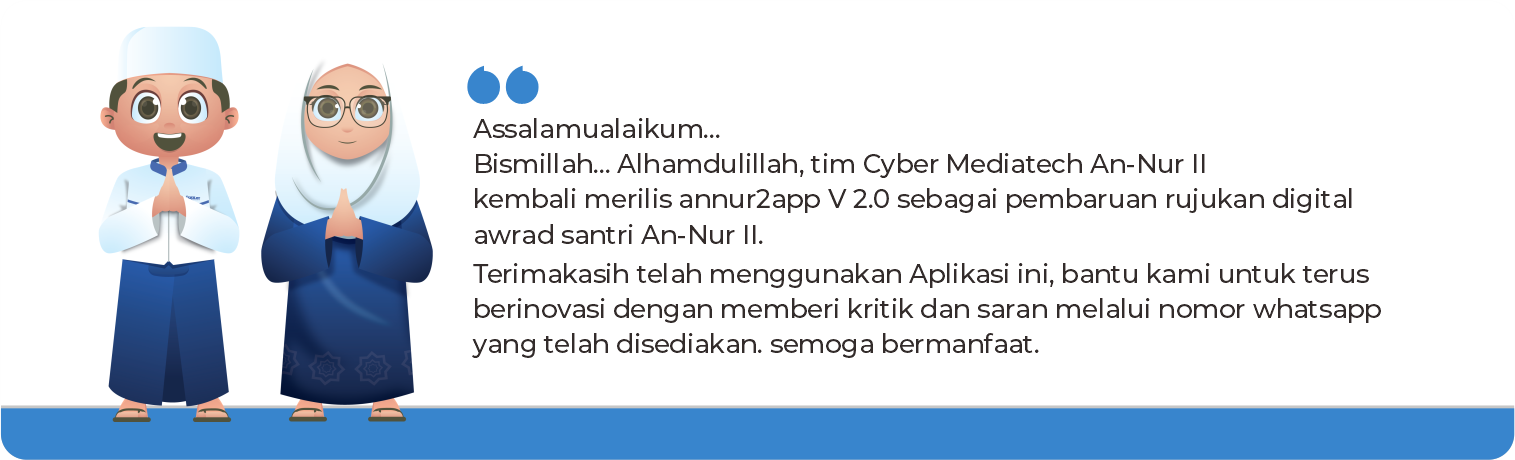 Assalamualaikum...
Bismillah... Alhamdulillah, tim Cyber Mediatech An-Nur II
kembali merilis annur2app V 2.0 sebagai pembaruan rujukan digital
awrad santri An-Nur II.
Terimakasih telah menggunakan Aplikasi ini, bantu kami untuk terus
berinovasi dengan memberi kritik dan saran melalui nomor whatsapp
yang telah disediakan. semoga bermanfaat.